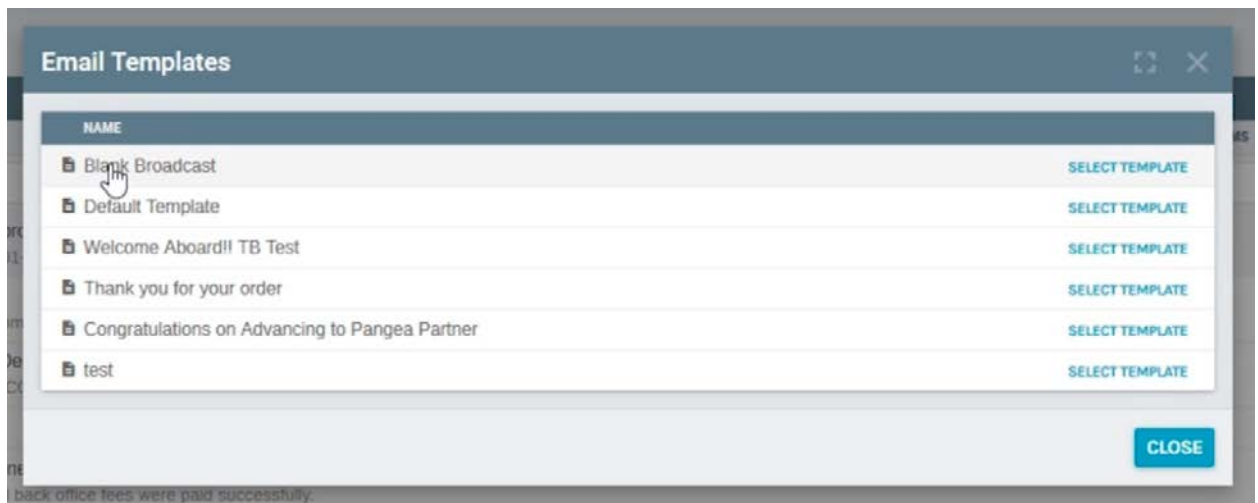 Email Templates
NAME
MS
Blank Broadcast SELECT TEMPLATE
Default Template SELECT TEMPLATE
Welcome Aboard!! TB Test SELECT TEMPLATE
Thank you for your order SELECT TEMPLATE
Congratulations on Advancing to Pangea Partner SELECT TEMPLATE
test SELECT TEMPLATE
CLOSE
back office fees were paid successfully.